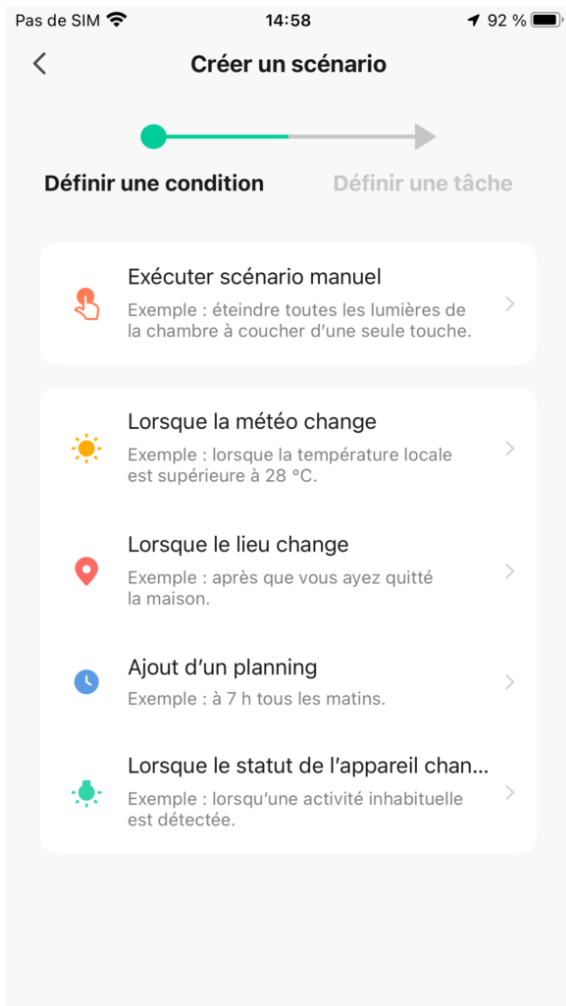 Pas de SIM 14:58 92 %
Créer un scénario
Définir une condition Définir une tâche
Exécuter scénario manuel
Exemple : éteindre toutes les lumières de
la chambre à coucher d’une seule touche.
Lorsque la météo change
Exemple : lorsque la température locale
est supérieure à 28 °C.
Lorsque le lieu change
Exemple : après que vous ayez quitté
la maison.
Ajout d’un planning
Exemple : à 7 h tous les matins.
Lorsque le statut de l’appareil chan...
Exemple : lorsqu’une activité inhabituelle
est détectée.